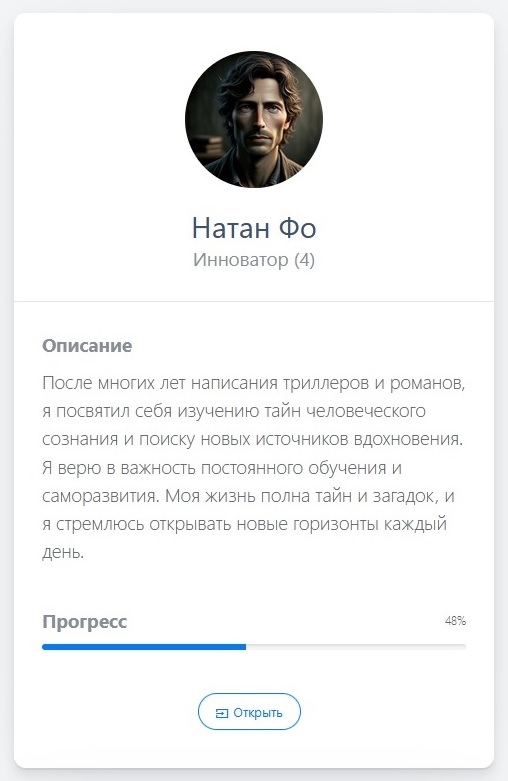 Натан Фо
Инноватор (4)
Описание
После многих лет написания триллеров и романов,
я посвятил себя изучению тайн человеческого
сознания и поиску новых источников вдохновения.
Я верю в важность постоянного обучения и
саморазвития. Моя жизнь полна тайн и загадок, и
я стремлюсь открывать новые горизонты каждый
день.
Прогресс 48%
Открыть